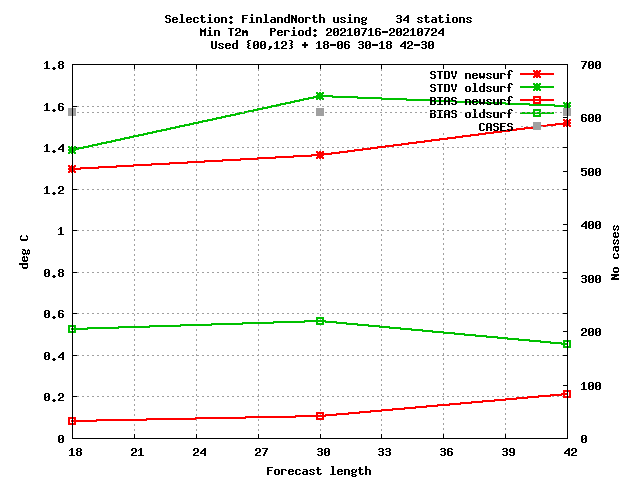 Selection: FinlandNorth using 34 stations
Min T2m Period: 20210716-20210724
Used {00,12} + 18-06 30-18 42-30
1.8
1.6
1.4
1.2
1
0.8
0.6
0.4
0.2
0
deg C
700
600
500
400
300
200
100
0
No cases
STDV newsurf
STDV oldsurf
BIAS newsurf
BIAS oldsurf
CASES
18 21 24 27 30 33 36 39 42
Forecast length